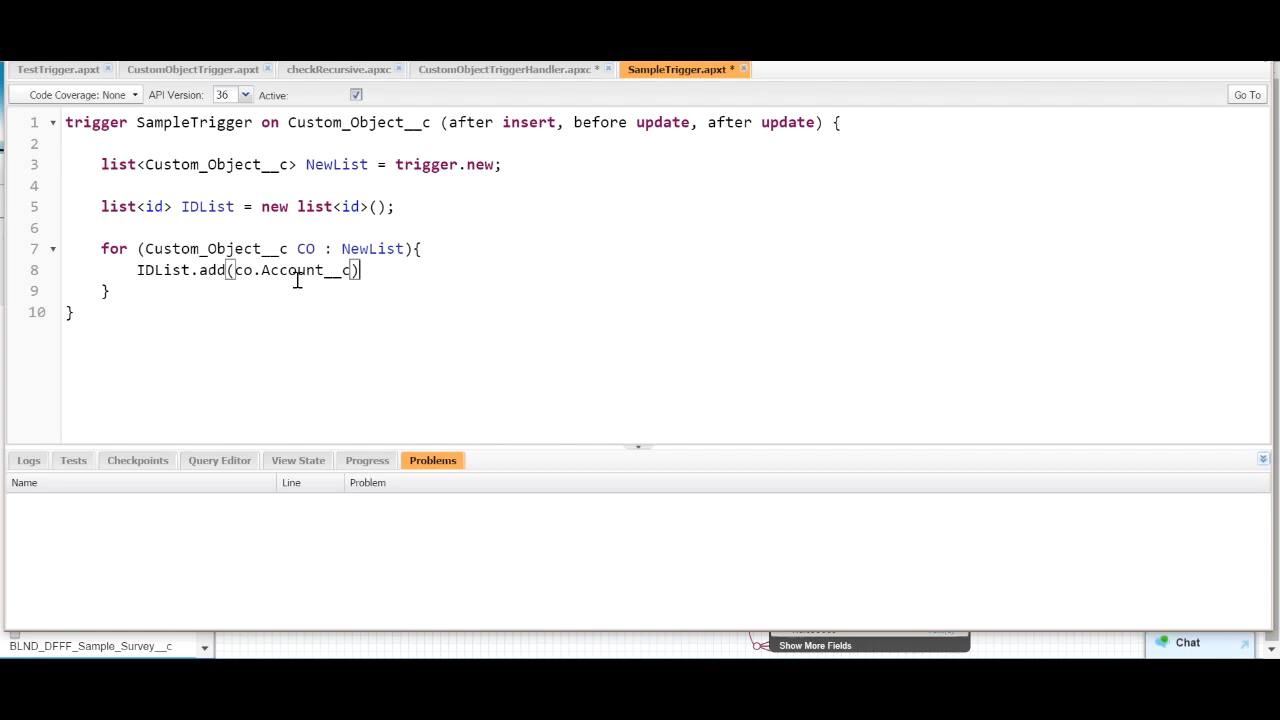 TestTrigger.apxt CustomObjectTrigger.apxt checkRecursive.apxc CustomObjectTriggerHandler.apxc * SampleTrigger.apxt *
Code Coverage: None API Version: 36 Active: Go To
1 trigger SampleTrigger on Custom_Object__c (after insert, before update, after update) {
2
3 list<Custom_Object__c> NewList = trigger.new;
4
5 list<id> IDList = new list<id>();
6
7 for (Custom_Object__c CO : NewList){
8 IDList.add(co.Account__c)
9 }
10 }
Logs Tests Checkpoints Query Editor View State Progress Problems
Name Line Problem
BLND_DFFF_Sample_Survey__c Show More Fields Chat